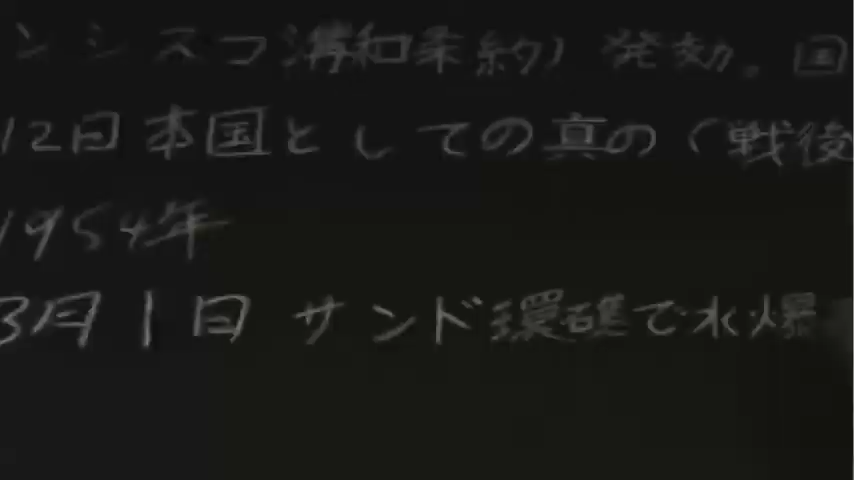 ンシスコ溝和条約) 発効。国
12日本国としての真の(戦後
1954年
3月1日 サンド環礁で水爆